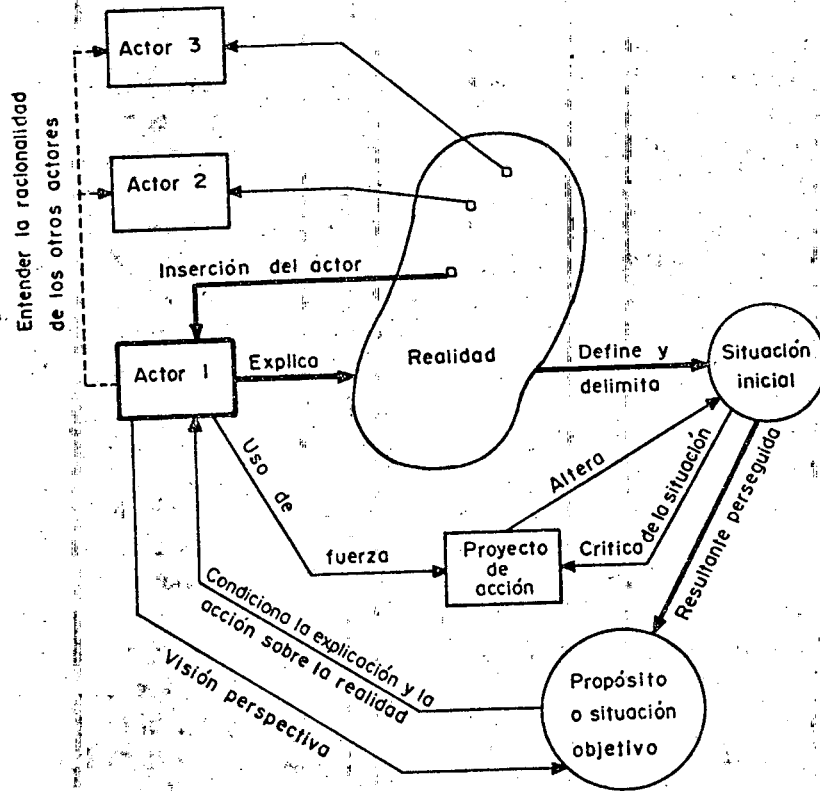 Actor 3
Entender la racionalidad
de los otros actores
Actor 2
Inserción del actor
Actor 1
Explica
Realidad
Define y
delimita
Situación
inicial
Uso de
fuerza
Altera
Proyecto
de
acción
Critica
de la situación
Resultante perseguida
Condiciona la explicación y la
acción sobre la realidad
Visión perspectiva
Propósito
o situación
objetivo